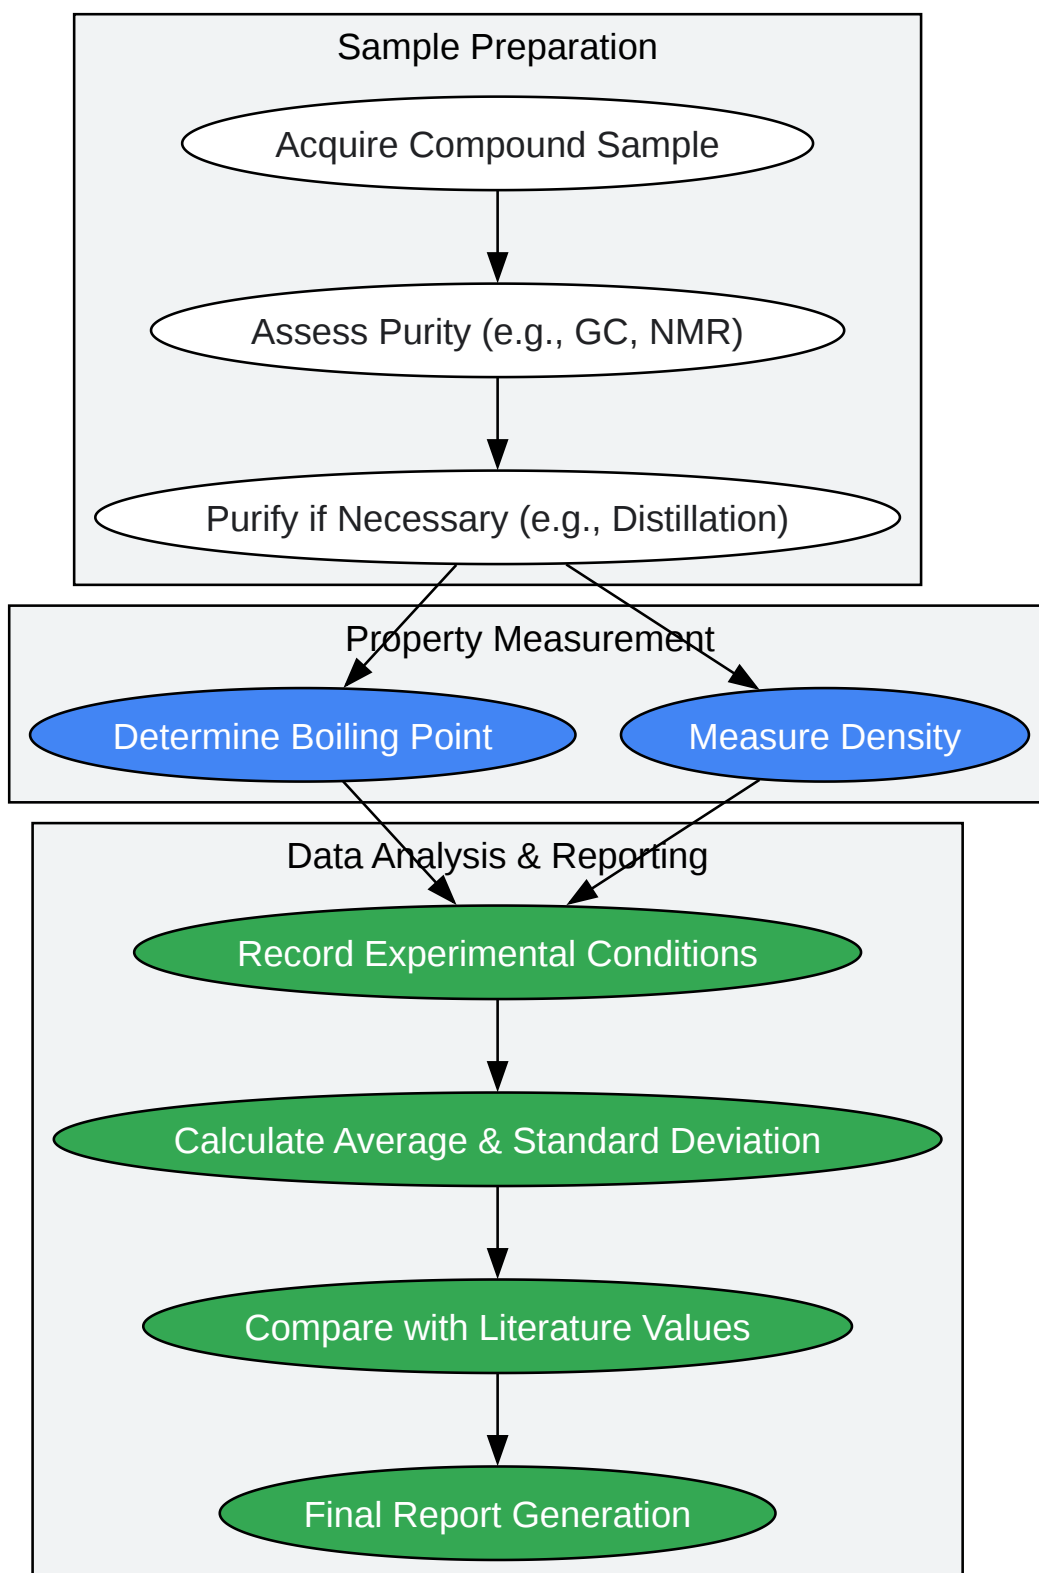 Sample Preparation
Acquire Compound Sample
Assess Purity (e.g., GC, NMR)
Purify if Necessary (e.g., Distillation)
Property Measurement
Determine Boiling Point
Measure Density
Data Analysis & Reporting
Record Experimental Conditions
Calculate Average & Standard Deviation
Compare with Literature Values
Final Report Generation